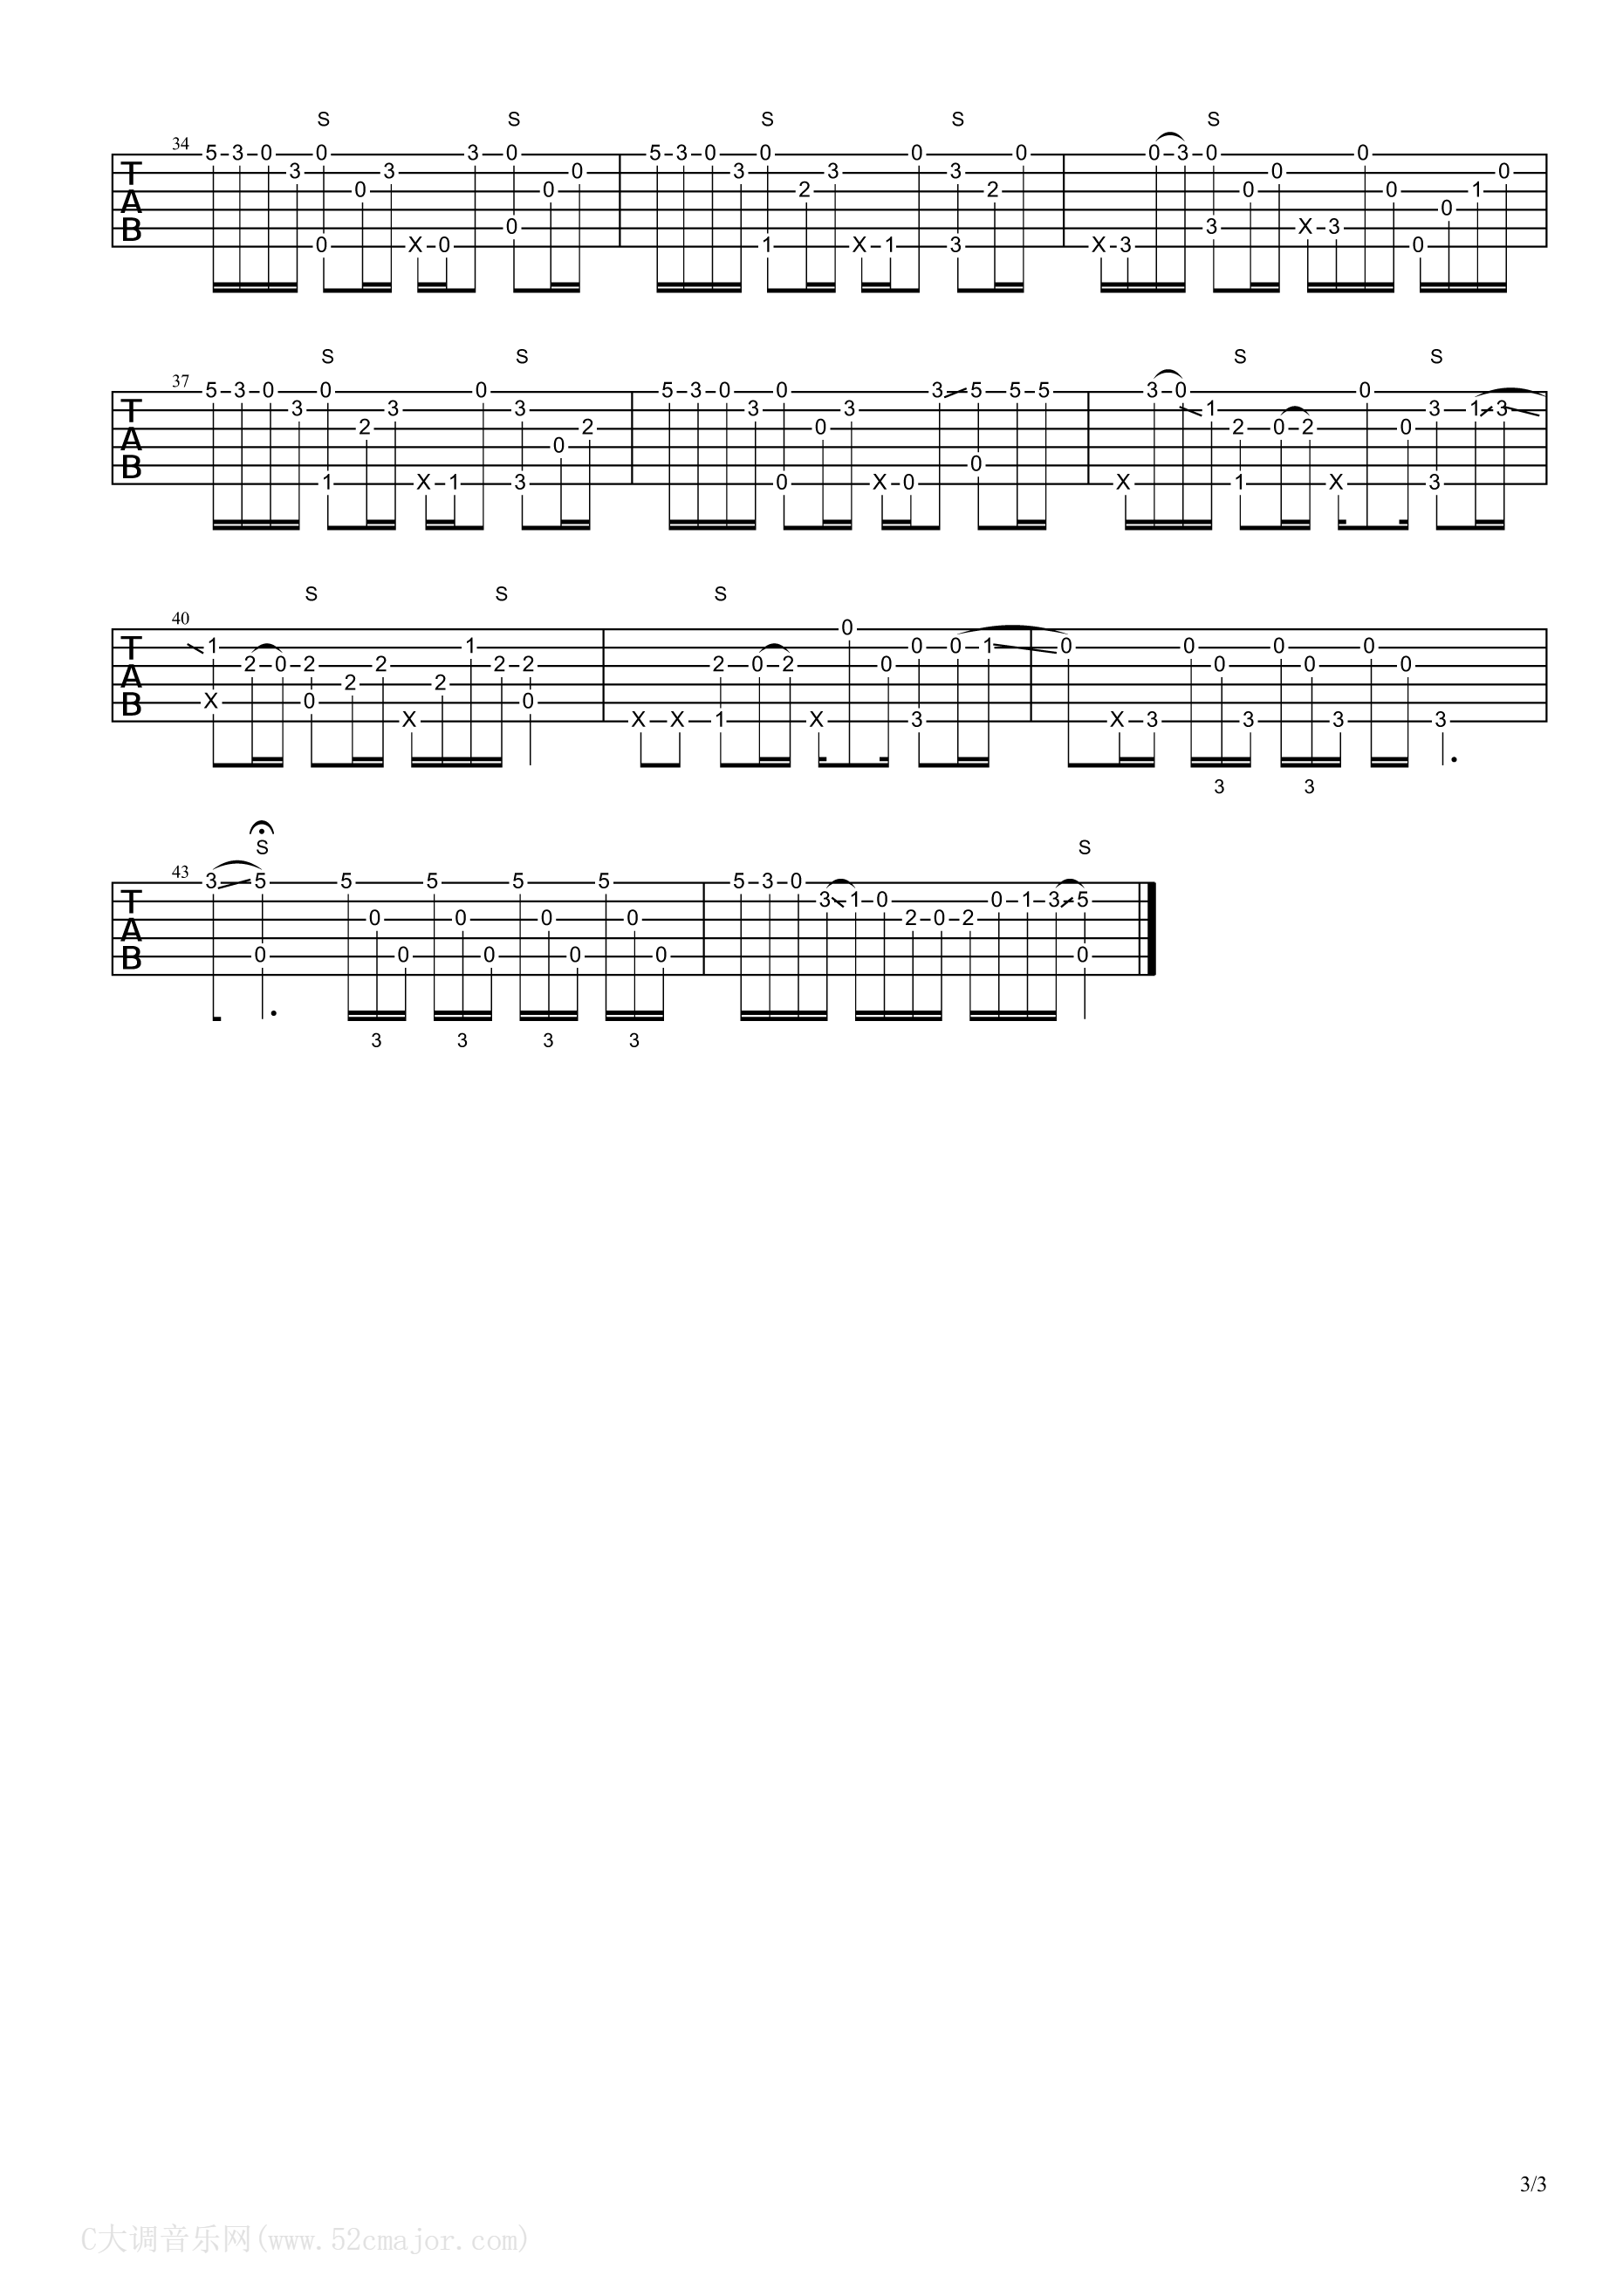 S S S S S
34 5 3 0 3 0 0 0 3 X 0 3 0 0 0 0 5 3 0 3 0 1 2 3 X 1 0 3 3 2 0 X 3 0 3 0 3 0 0 X 3 0 0 0 0 1 0
TAB
S S S S
37 5 3 0 3 0 1 2 3 X 1 0 3 3 0 2 5 3 0 3 0 0 0 3 X 0 3 5 0 5 5 X 3 0 1 2 1 0 2 X 0 0 3 3 1 3
TAB
S S S
40 1 X 2 0 2 0 2 2 X 2 1 2 2 0 X X 2 1 0 2 X 0 0 0 3 0 1 0 X 3 0 0 3 0 0 3 0 0 3
TAB
3 3
S S
43 3 5 0 5 0 0 5 0 0 5 0 0 5 0 0 5 3 0 3 1 0 2 0 2 0 1 3 5 0
TAB
3 3 3 3
3/3
C大调音乐网(www.52cmajor.com)